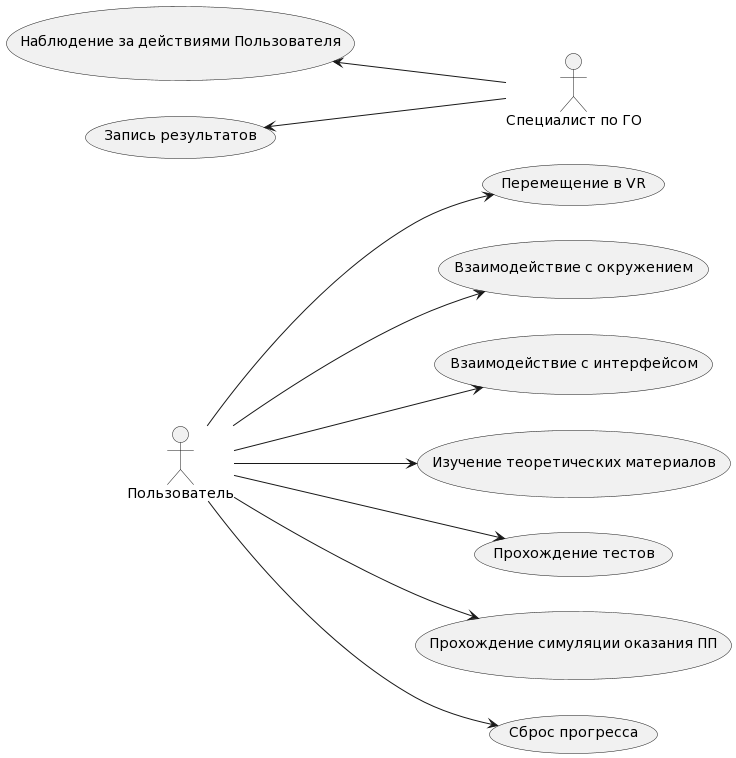 Наблюдение за действиями Пользователя
Специалист по ГО
Запись результатов
Перемещение в VR
Взаимодействие с окружением
Взаимодействие с интерфейсом
Изучение теоретических материалов
Пользователь
Прохождение тестов
Прохождение симуляции оказания ПП
Сброс прогресса